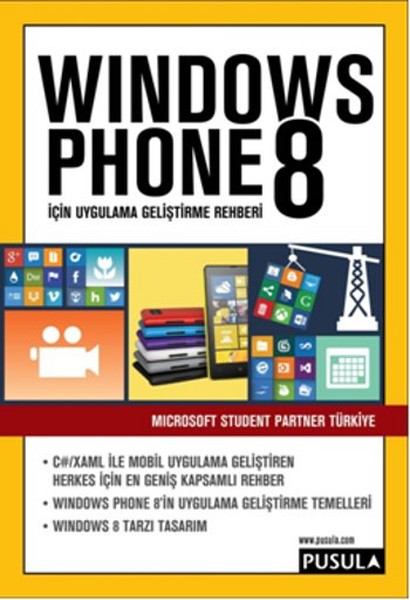 WINDOWS
PHONE 8
İÇİN UYGULAMA GELİŞTİRME REHBERİ
MICROSOFT STUDENT PARTNER TÜRKİYE
• C#/XAML İLE MOBİL UYGULAMA GELİŞTİREN
HERKES İÇİN EN GENİŞ KAPSAMLI REHBER
• WINDOWS PHONE 8'İN UYGULAMA GELİŞTİRME TEMELLERİ
• WINDOWS 8 TARZI TASARIM
www.pusula.com
PUSULA